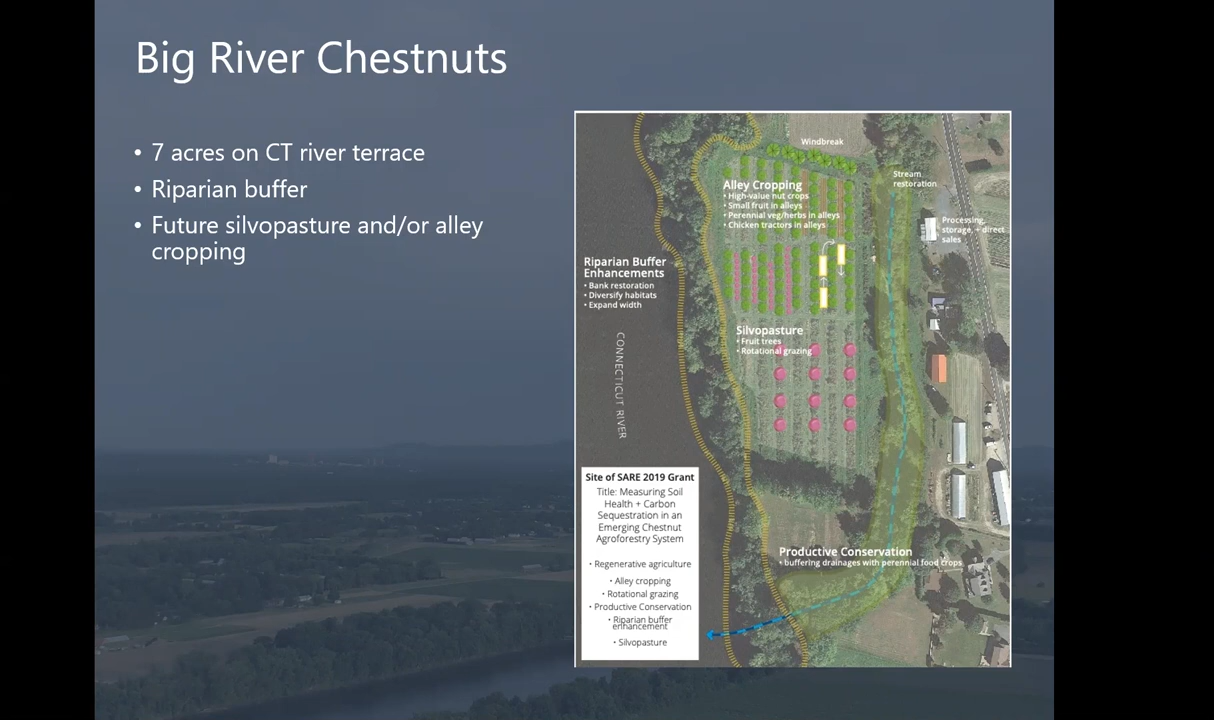 Big River Chestnuts
• 7 acres on CT river terrace
• Riparian buffer
• Future silvopasture and/or alley
cropping
Windbreak
Stream
restoration
Alley Cropping
• High-value nut crops
• Small fruit in alleys
• Perennial veg/herbs in alleys
• Chicken tractors in alleys
Processing,
storage, + direct
sales
Riparian Buffer
Enhancements
• Bank restoration
• Diversify habitats
• Expand width
Silvopasture
• Fruit trees
• Rotational grazing
CONNECTICUT RIVER
Site of SARE 2019 Grant
Title: Measuring Soil
Health + Carbon
Sequestration in an
Emerging Chestnut
Agroforestry System
• Regenerative agriculture
• Alley cropping
• Rotational grazing
• Productive Conservation
• Riparian buffer
enhancement
• Silvopasture
Productive Conservation
• buffering drainages with perennial food crops